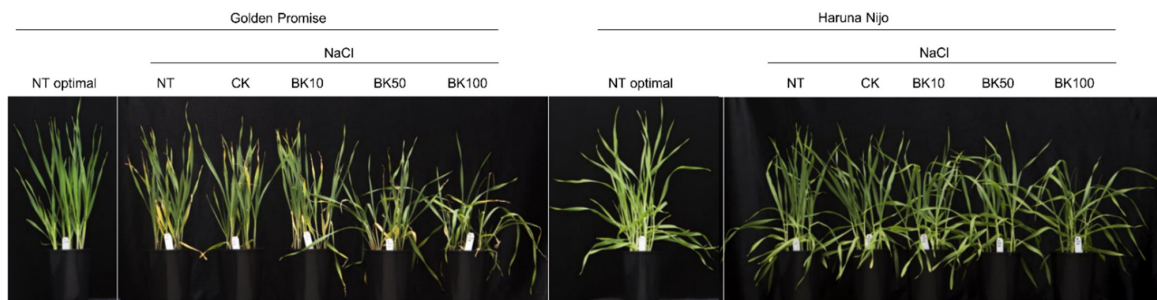 Golden Promise Haruna Nijo
NaCl NaCl
NT optimal NT CK BK10 BK50 BK100 NT optimal NT CK BK10 BK50 BK100